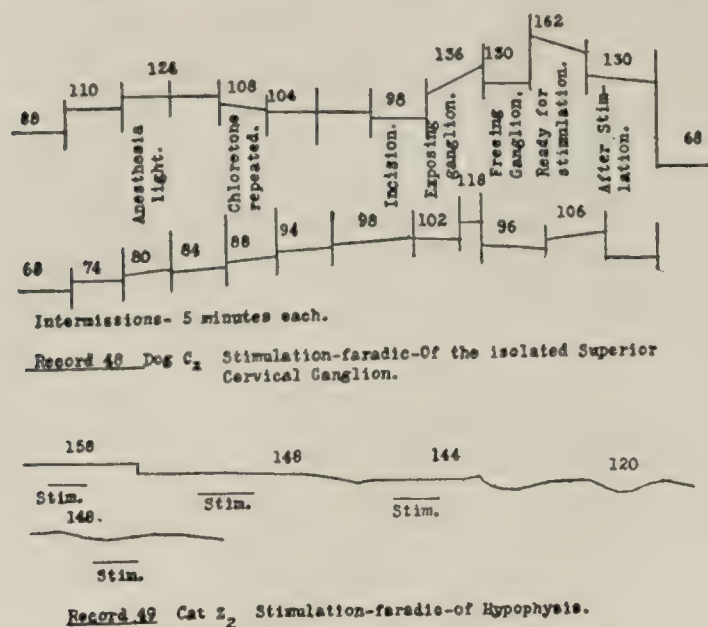 162
136
130
130
124
110
108
104
98
88
68
Anesthesia
light.
Chloretone
repeated.
Incision.
Exposing
ganglion.
Freeing
Ganglion.
Ready for
stimulation.
After Stim-
lation.
118
98
102
96
106
94
88
84
80
74
68
Intermissions- 5 minutes each.
Record 48 Dog C₂ Stimulation-faradic-Of the isolated Superior
Cervical Ganglion.
158
148
144
120
Stim.
Stim.
Stim.
148.
Stim.
Record 49 Cat Z₂ Stimulation-faradic-of Hypophysis.